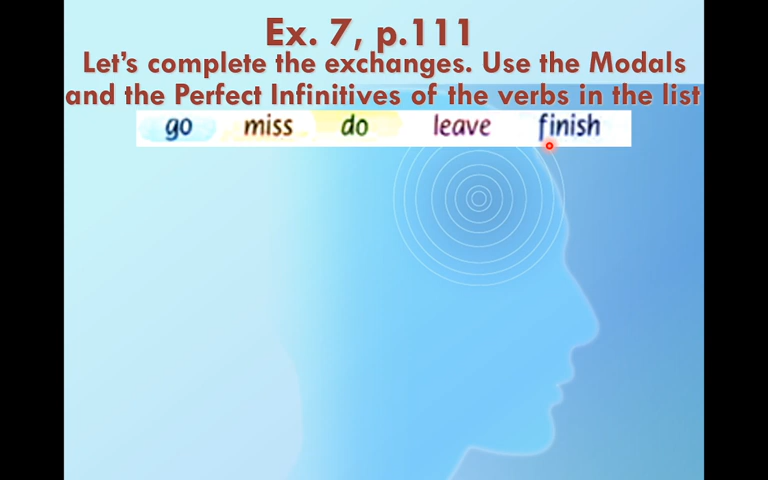 Ex. 7, p.111
Let's complete the exchanges. Use the Modals
and the Perfect Infinitives of the verbs in the list
go miss do leave finish